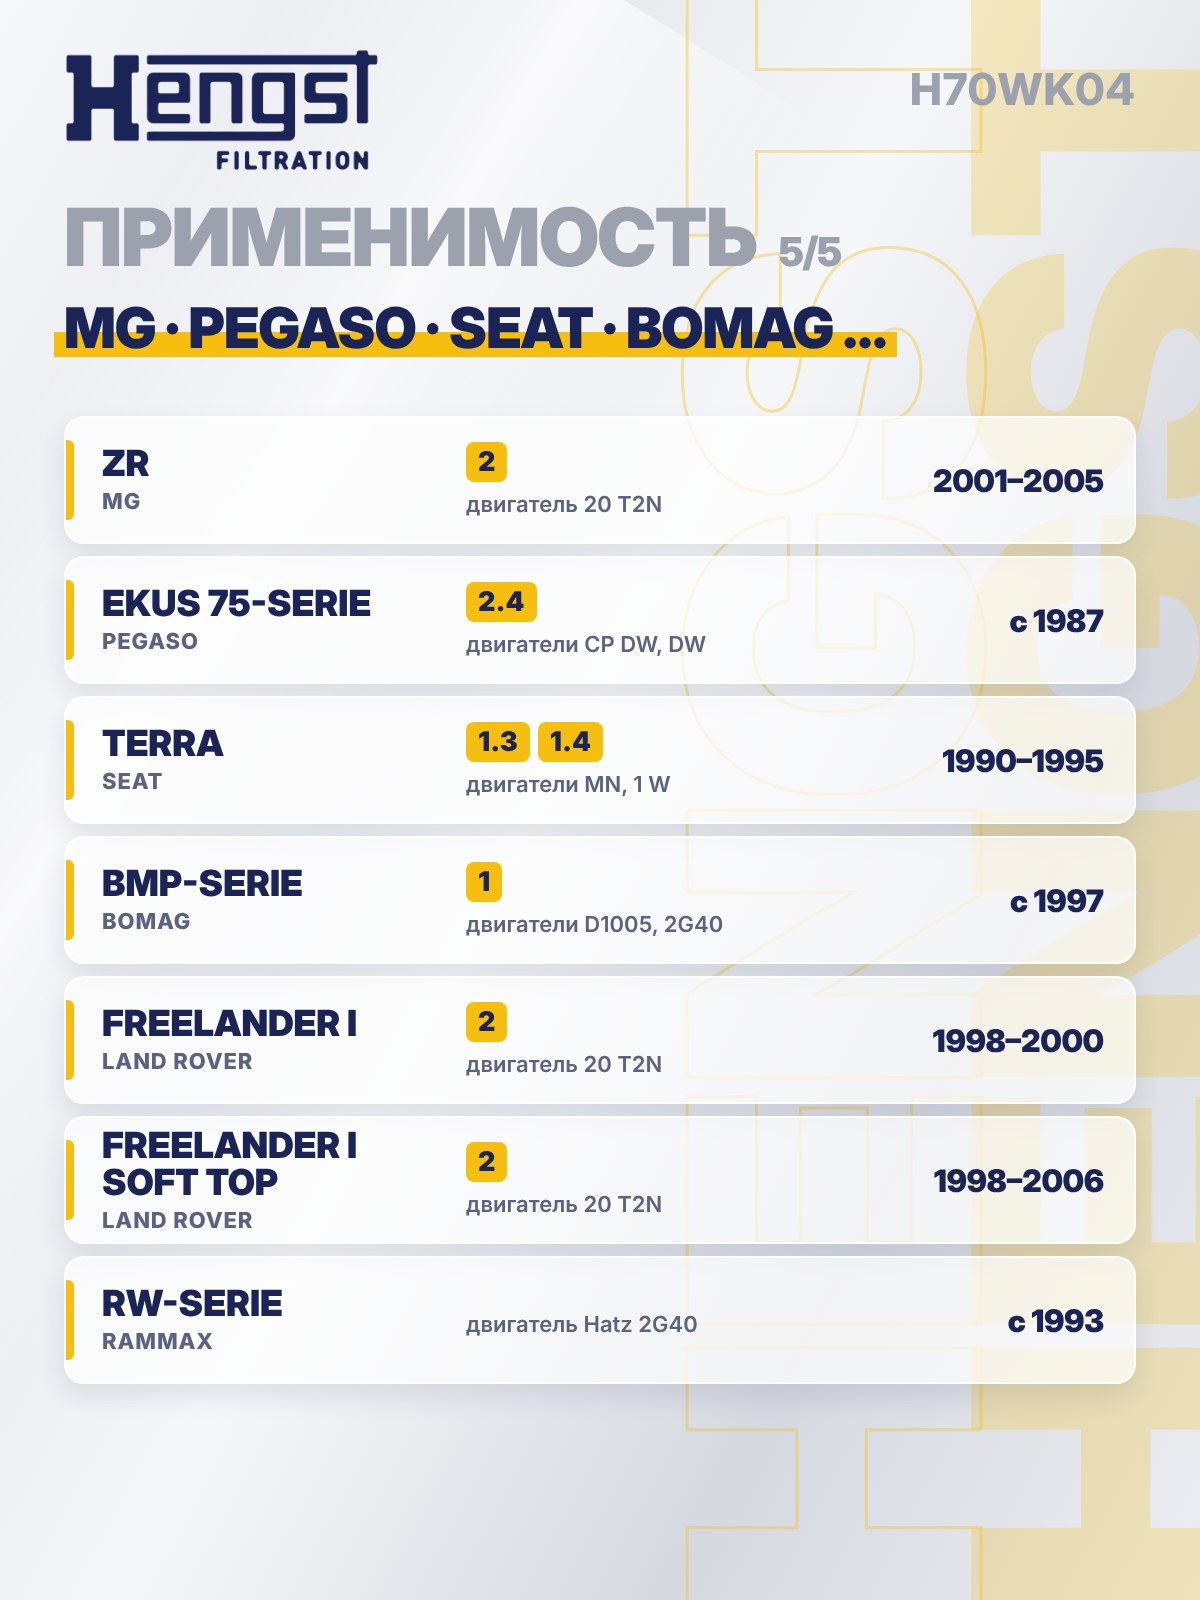 Hengst
FILTRATION
H70WK04
ПРИМЕНИМОСТЬ 5/5
MG · PEGASO · SEAT · BOMAG ...
ZR
MG
2
двигатель 20 T2N
2001–2005
EKUS 75-SERIE
PEGASO
2.4
двигатели CP DW, DW
с 1987
TERRA
SEAT
1.3 1.4
двигатели MN, 1 W
1990–1995
BMP-SERIE
BOMAG
1
двигатели D1005, 2G40
с 1997
FREELANDER I
LAND ROVER
2
двигатель 20 T2N
1998–2000
FREELANDER I
SOFT TOP
LAND ROVER
2
двигатель 20 T2N
1998–2006
RW-SERIE
RAMMAX
двигатель Hatz 2G40
с 1993
HENGST
HENGST